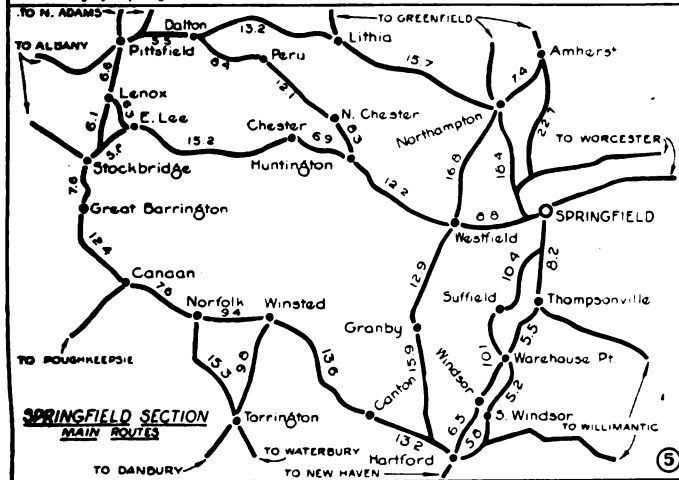 TO N. ADAMS
TO GREENFIELD
Dalton
13.2
Lithia
TO ALBANY
Pittsfield
5.5
6.4
Peru
Amherst
15.7
7.4
6.8
Lenox
12.1
6.3
E. Lee
N. Chester
Northampton
22.7
6.1
Chester
6.9
8.3
TO WORCESTER
15.2
Stockbridge
Huntington
16.8
18.4
7.8
12.2
Great Barrington
8.8
SPRINGFIELD
Westfield
12.4
10.4
8.2
Canaan
12.9
7.6
Norfolk
9.4
Winsted
Suffield
Thompsonville
Granby
5.5
TO POUGHKEEPSIE
15.3
9.8
13.6
15.9
10.1
Warehouse Pt.
Windsor
5.2
SPRINGFIELD SECTION
MAIN ROUTES
Torrington
Canton
S. Windsor
6.5
13.2
5.8
TO WILLIMANTIC
TO WATERBURY
Hartford
TO DANBURY
TO NEW HAVEN
5